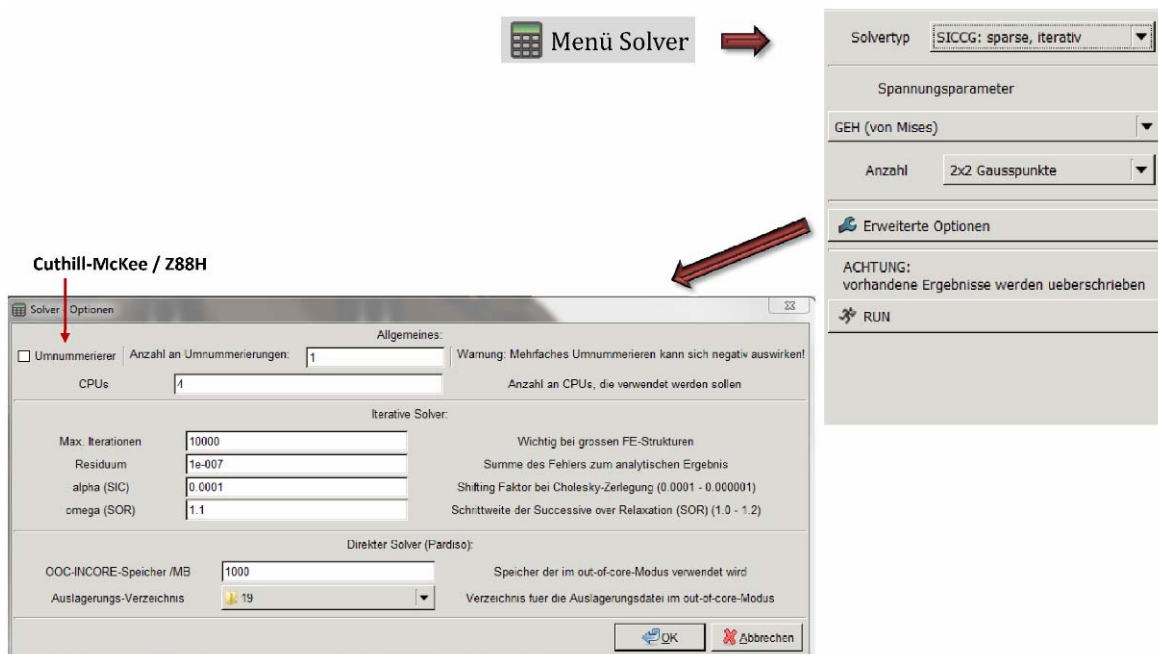 Menü Solver
Solvertyp SICCG: sparse, iterativ
Spannungsparameter
GEH (von Mises)
Anzahl 2x2 Gausspunkte
Erweiterte Optionen
ACHTUNG:
vorhandene Ergebnisse werden ueberschrieben
RUN
Cuthill-McKee / Z88H
Solver - Optionen
Allgemeines:
Umnummerierer Anzahl an Umnummerierungen: 1 Warnung: Mehrfaches Umnummerieren kann sich negativ auswirken!
CPUs 4 Anzahl an CPUs, die verwendet werden sollen
Iterative Solver:
Max. Iterationen 10000 Wichtig bei grossen FE-Strukturen
Residuum 1e-007 Summe des Fehlers zum analytischen Ergebnis
alpha (SIC) 0.0001 Shifting Faktor bei Cholesky-Zerlegung (0.0001 - 0.000001)
omega (SOR) 1.1 Schrittweite der Successive over Relaxation (SOR) (1.0 - 1.2)
Direkter Solver (Pardiso):
OOC-INCORE-Speicher /MB 1000 Speicher der im out-of-core-Modus verwendet wird
Auslagerungs-Verzeichnis 19 Verzeichnis fuer die Auslagerungsdatei im out-of-core-Modus
OK Abbrechen